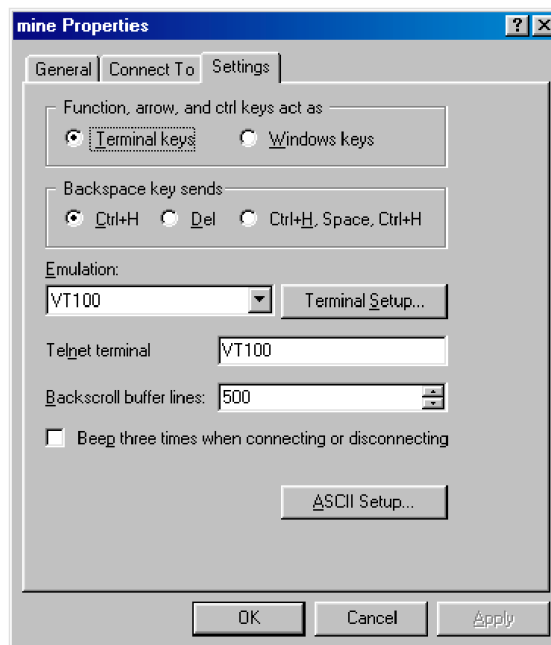 mine Properties
General Connect To Settings
Function, arrow, and ctrl keys act as
Terminal keys Windows keys
Backspace key sends
Ctrl+H Del Ctrl+H, Space, Ctrl+H
Emulation:
VT100 Terminal Setup...
Telnet terminal VT100
Backscroll buffer lines: 500
Beep three times when connecting or disconnecting
ASCII Setup...
OK Cancel Apply